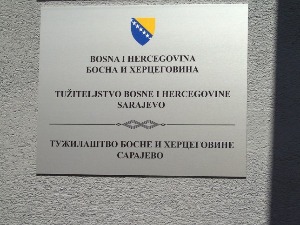 BOSNA I HERCEGOVINA
БОСНА И ХЕРЦЕГОВИНА
TUŽITELJSTVO BOSNE I HERCEGOVINE
SARAJEVO
ТУЖИЛАШТВО БОСНЕ И ХЕРЦЕГОВИНЕ
САРАЈЕВО